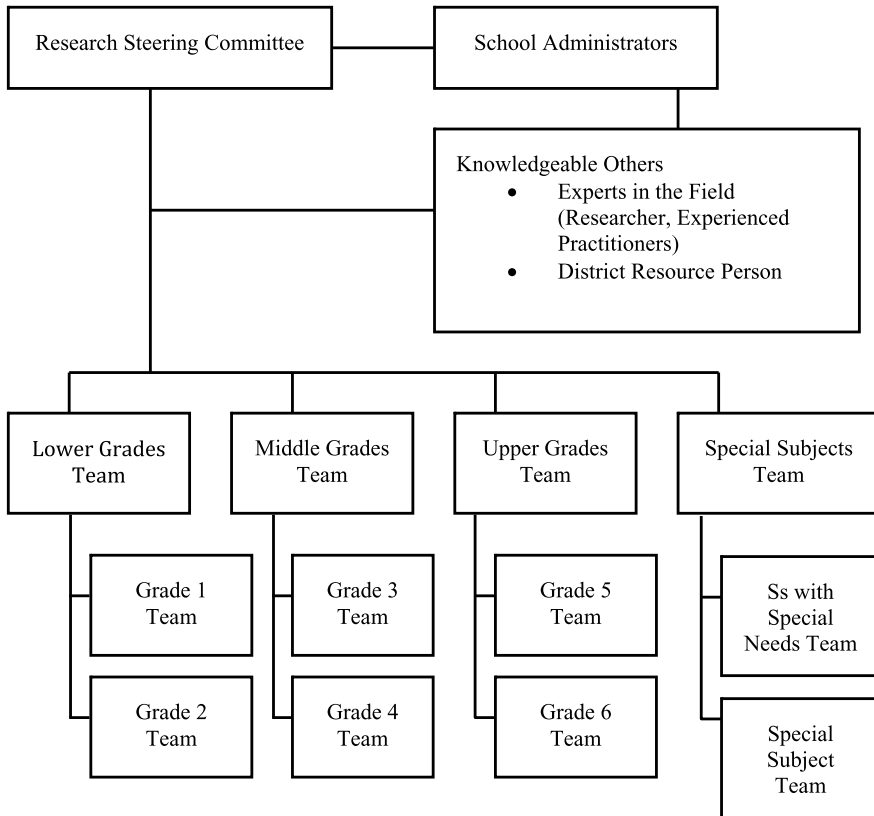 Research Steering Committee
School Administrators
Knowledgeable Others
• Experts in the Field
(Researcher, Experienced
Practitioners)
• District Resource Person
Lower Grades
Team
Middle Grades
Team
Upper Grades
Team
Special Subjects
Team
Grade 1
Team
Grade 3
Team
Grade 5
Team
Ss with
Special
Needs Team
Grade 2
Team
Grade 4
Team
Grade 6
Team
Special
Subject
Team